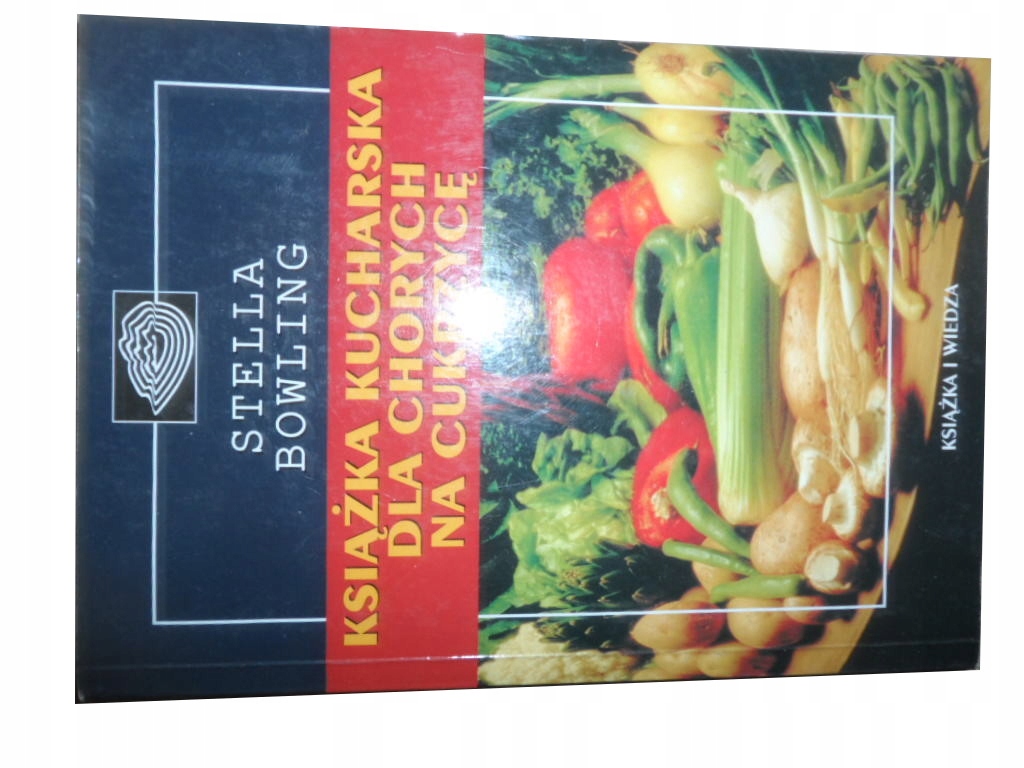 STELLA
BOWLING
KSIĄŻKA KUCHARSKA
DLA CHORYCH
NA CUKRZYCĘ
KSIĄŻKA I WIEDZA